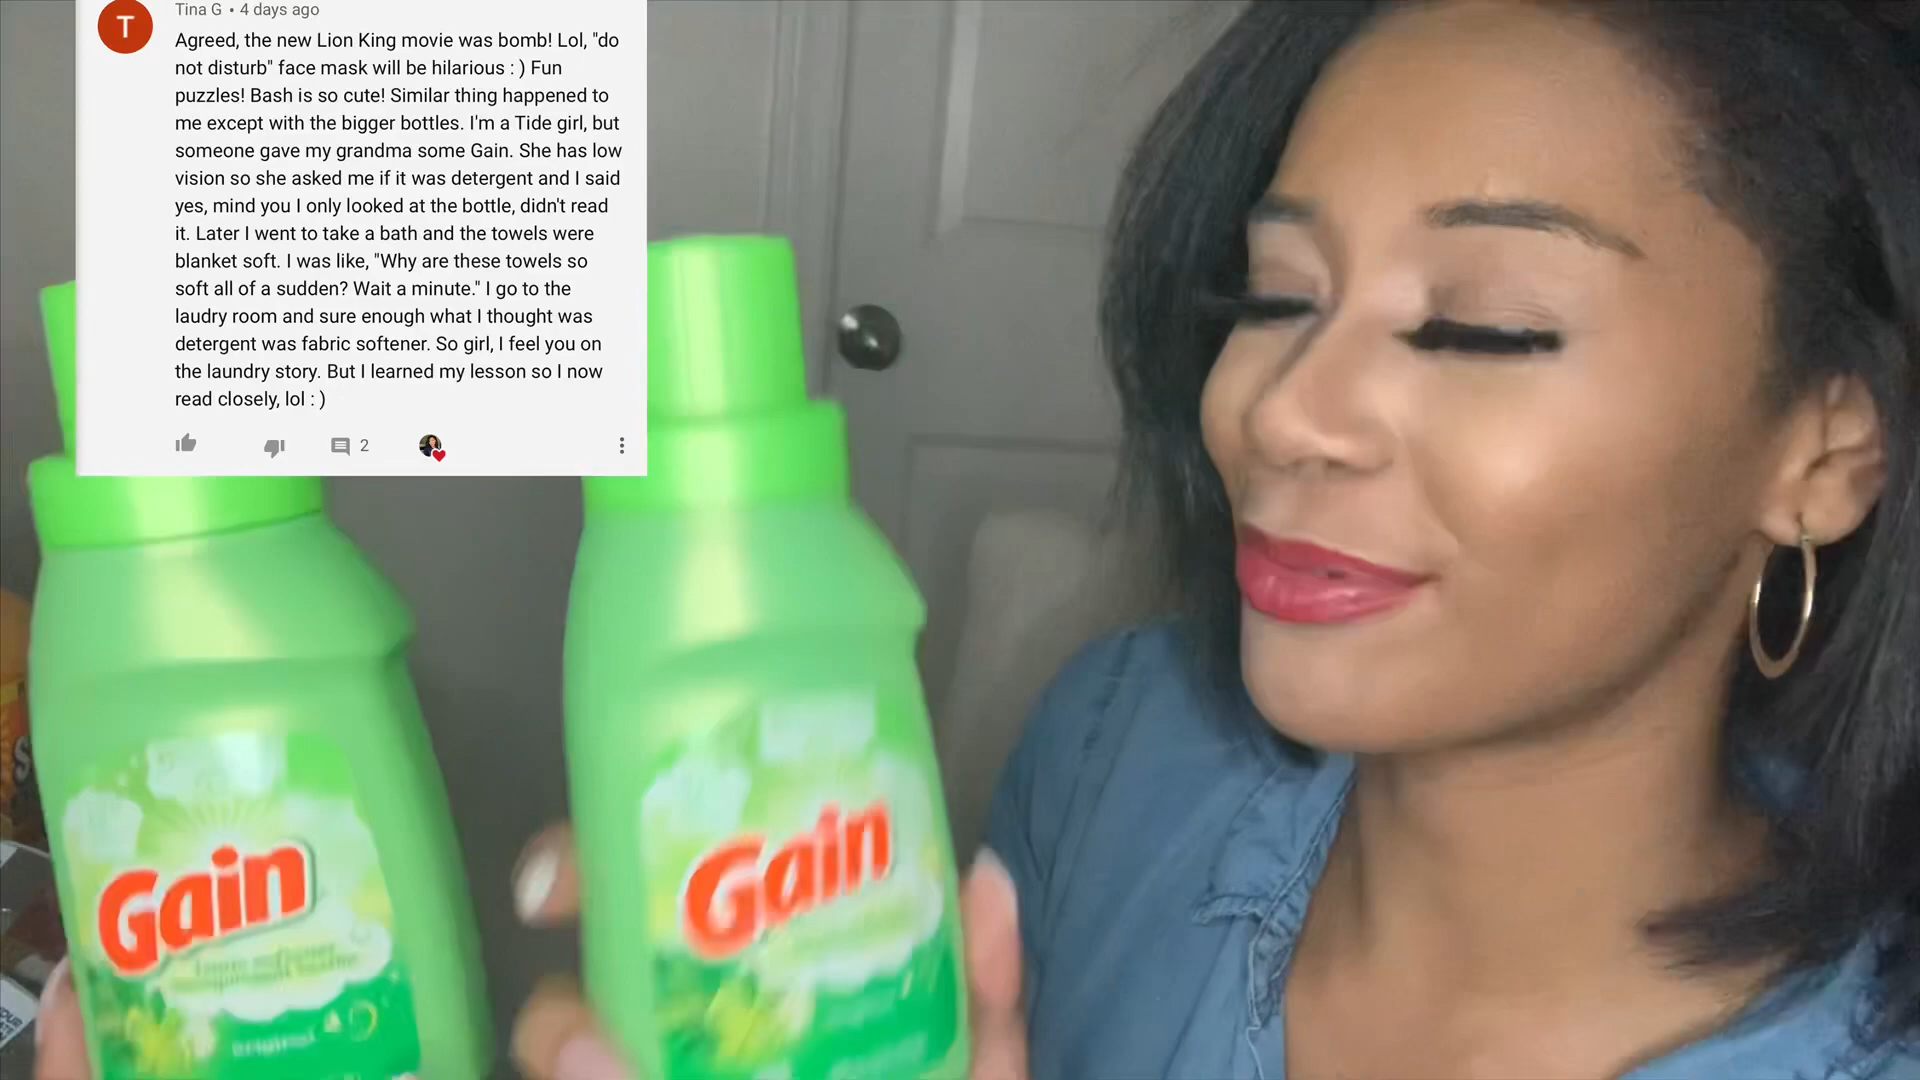 Tina G • 4 days ago
T
Agreed, the new Lion King movie was bomb! Lol, "do
not disturb" face mask will be hilarious : ) Fun
puzzles! Bash is so cute! Similar thing happened to
me except with the bigger bottles. I'm a Tide girl, but
someone gave my grandma some Gain. She has low
vision so she asked me if it was detergent and I said
yes, mind you I only looked at the bottle, didn't read
it. Later I went to take a bath and the towels were
blanket soft. I was like, "Why are these towels so
soft all of a sudden? Wait a minute." I go to the
laudry room and sure enough what I thought was
detergent was fabric softener. So girl, I feel you on
the laundry story. But I learned my lesson so I now
read closely, lol : )
2
Gain
original
Gain